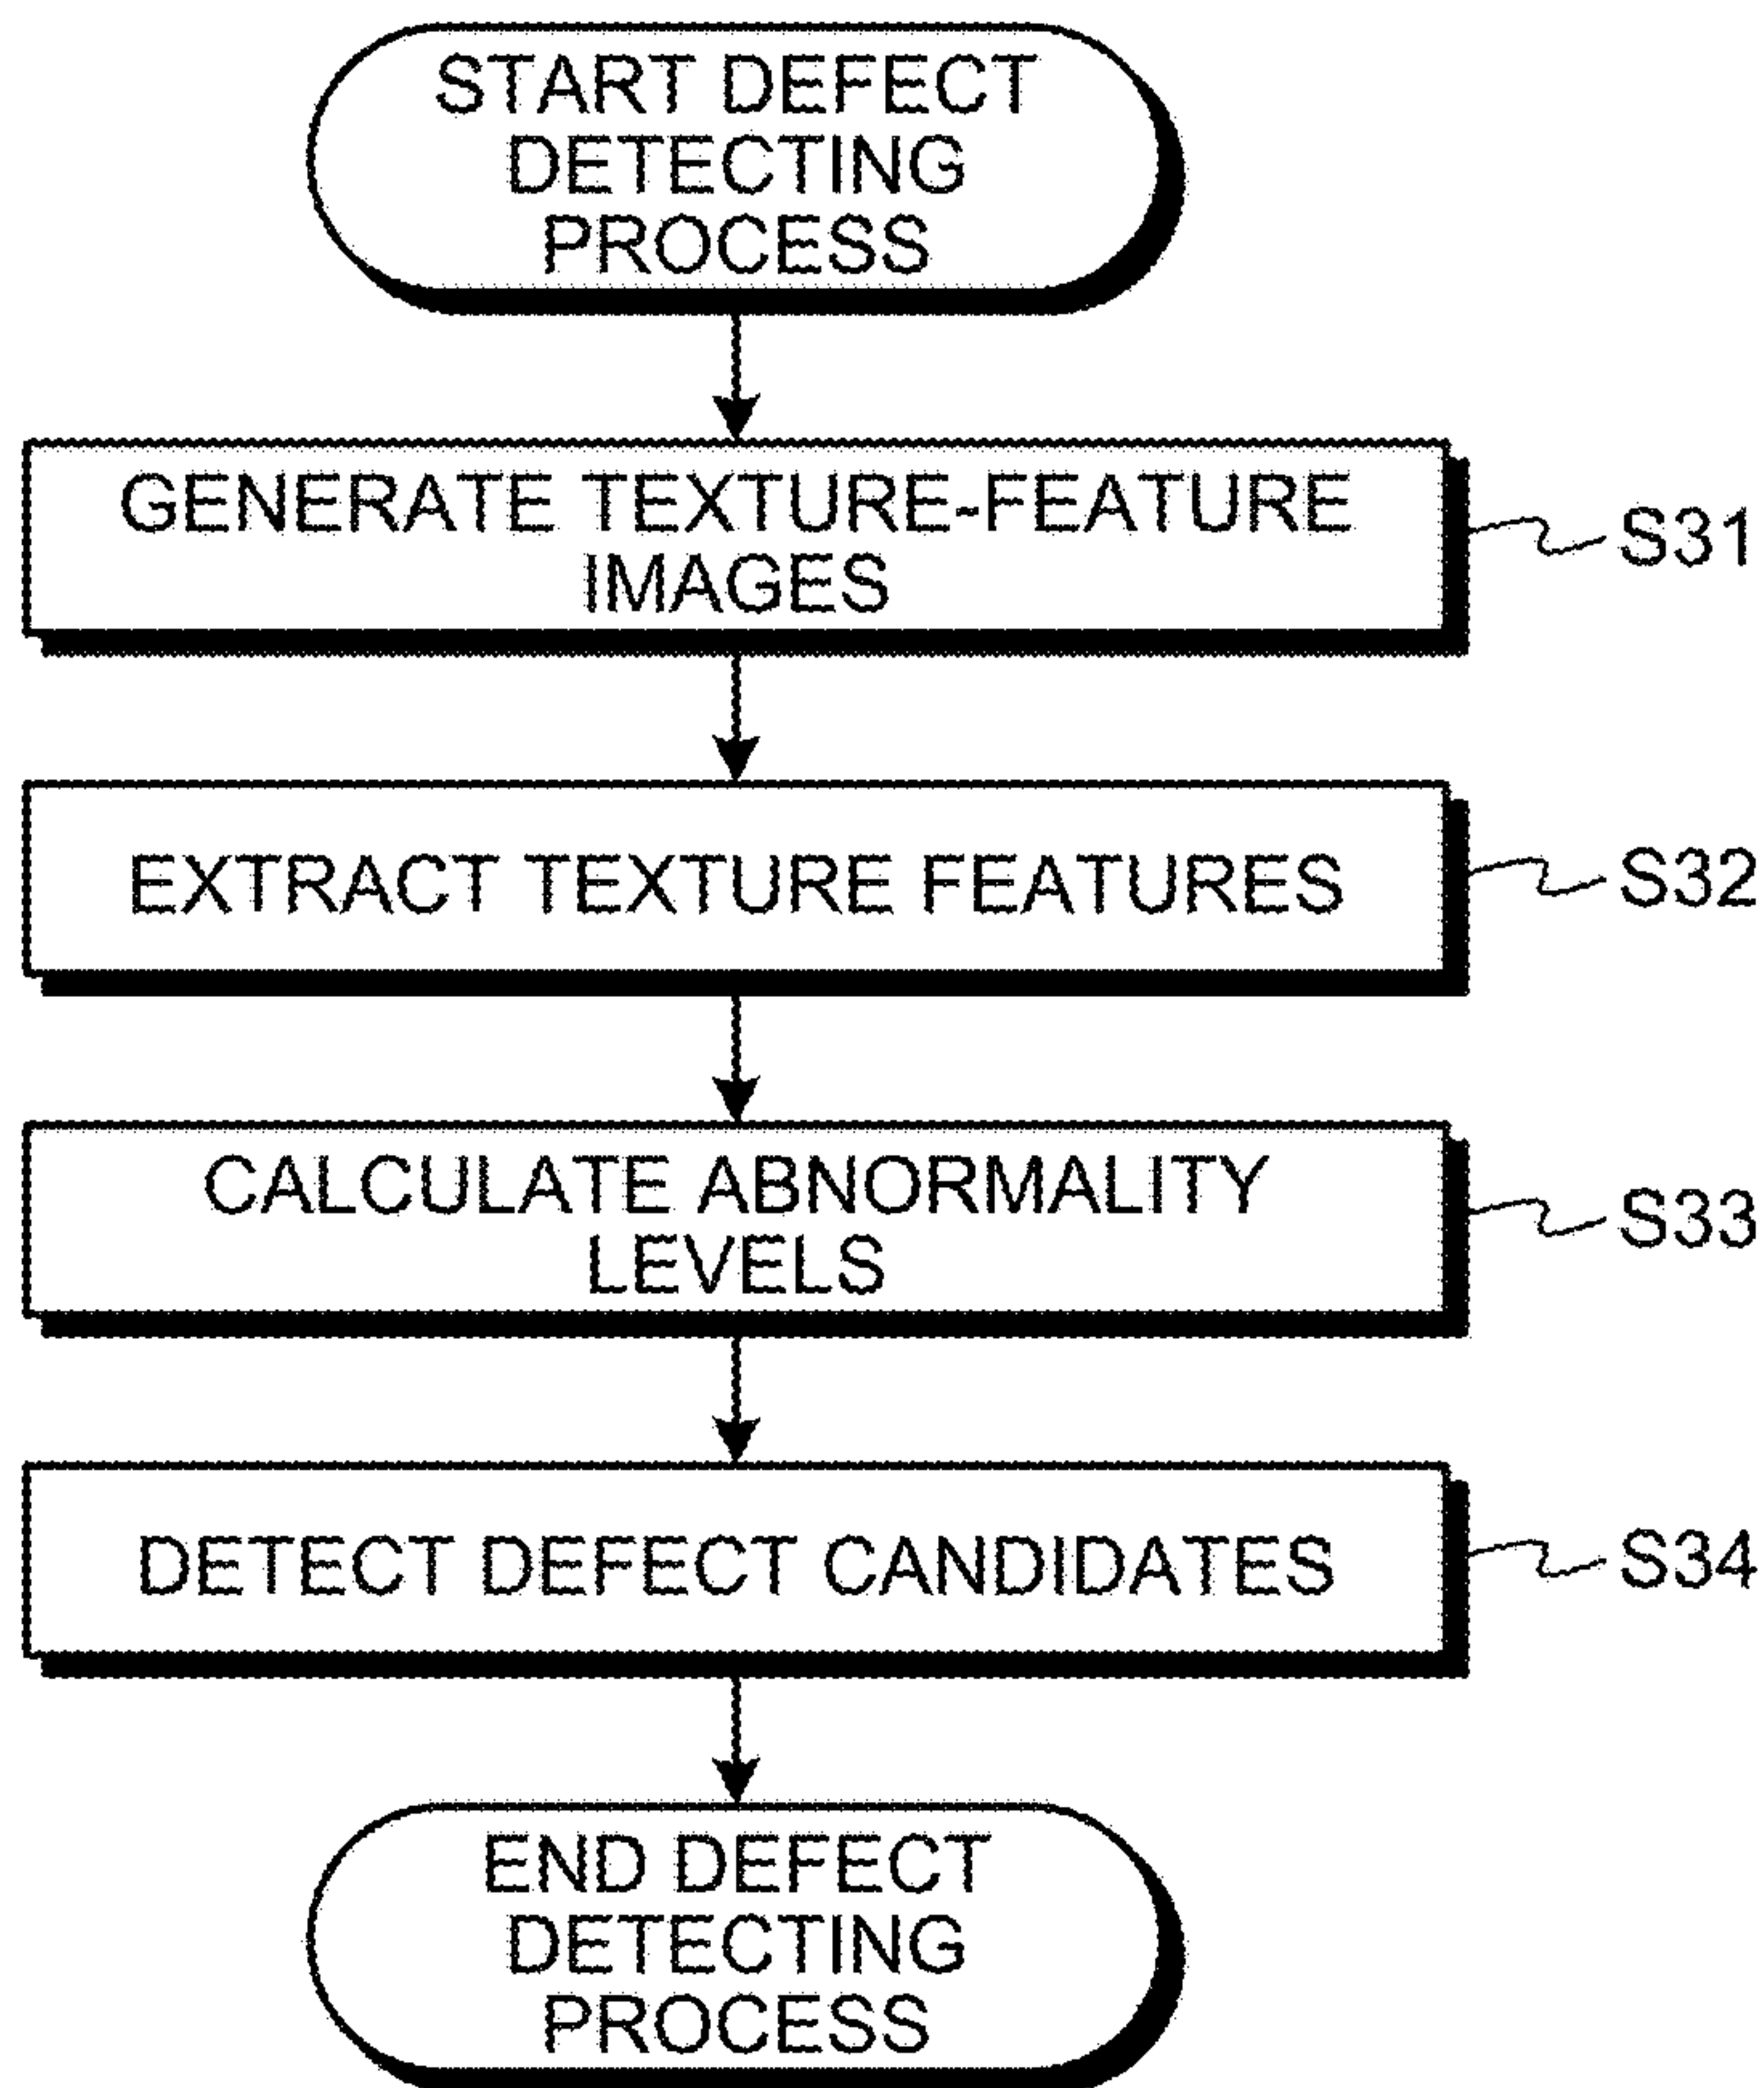 START DEFECT
DETECTING
PROCESS
GENERATE TEXTURE-FEATURE
IMAGES
S31
EXTRACT TEXTURE FEATURES
S32
CALCULATE ABNORMALITY
LEVELS
S33
DETECT DEFECT CANDIDATES
S34
END DEFECT
DETECTING
PROCESS